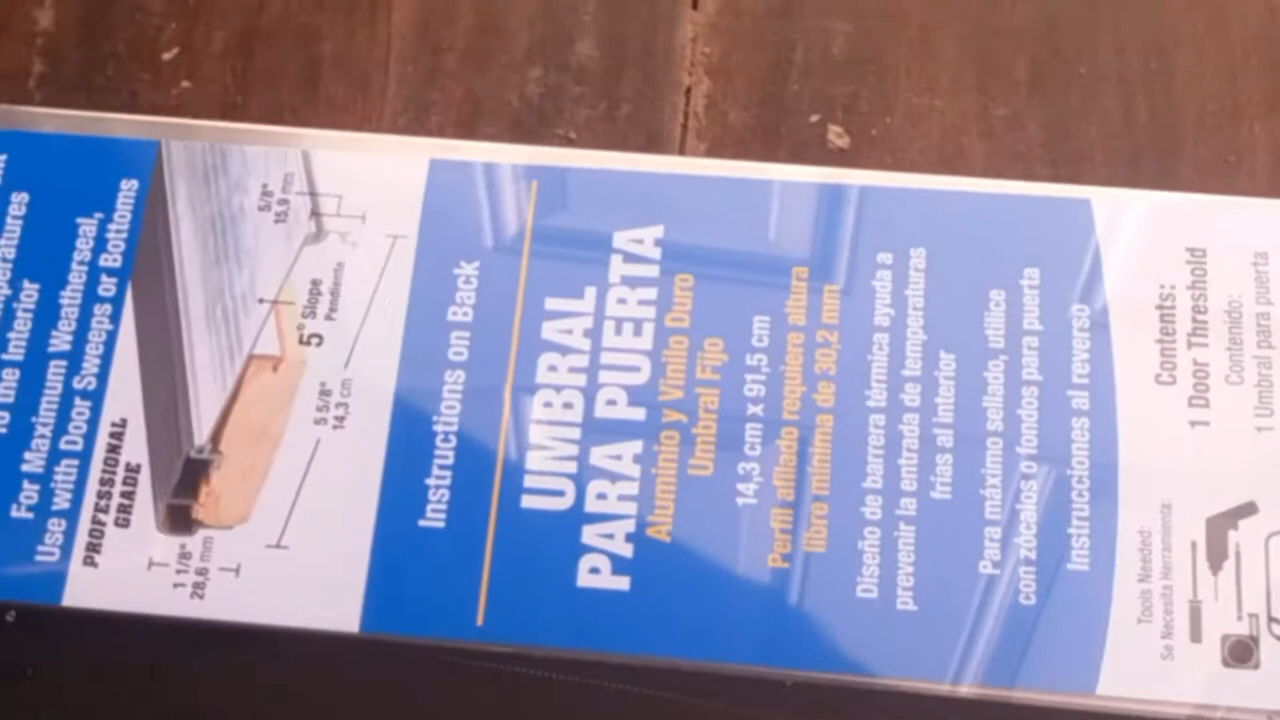 to the Interior
For Maximum Weatherseal,
Use with Door Sweeps or Bottoms
PROFESSIONAL
GRADE
1 1/8"
28,6 mm
5/8"
15,9 mm
5° Slope
Pendiente
5 5/8"
14,3 cm
Instructions on Back
UMBRAL
PARA PUERTA
Aluminio y Vinilo Duro
Umbral Fijo
14,3 cm x 91,5 cm
Perfil afilado requiere altura
libre mínima de 30,2 mm
Diseño de barrera térmica ayuda a
prevenir la entrada de temperaturas
frías al interior
Para máximo sellado, utilice
con zócalos o fondos para puerta
Instrucciones al reverso
Contents:
1 Door Threshold
Contenido:
1 Umbral para puerta
Tools Needed:
Se Necesita Herramienta: